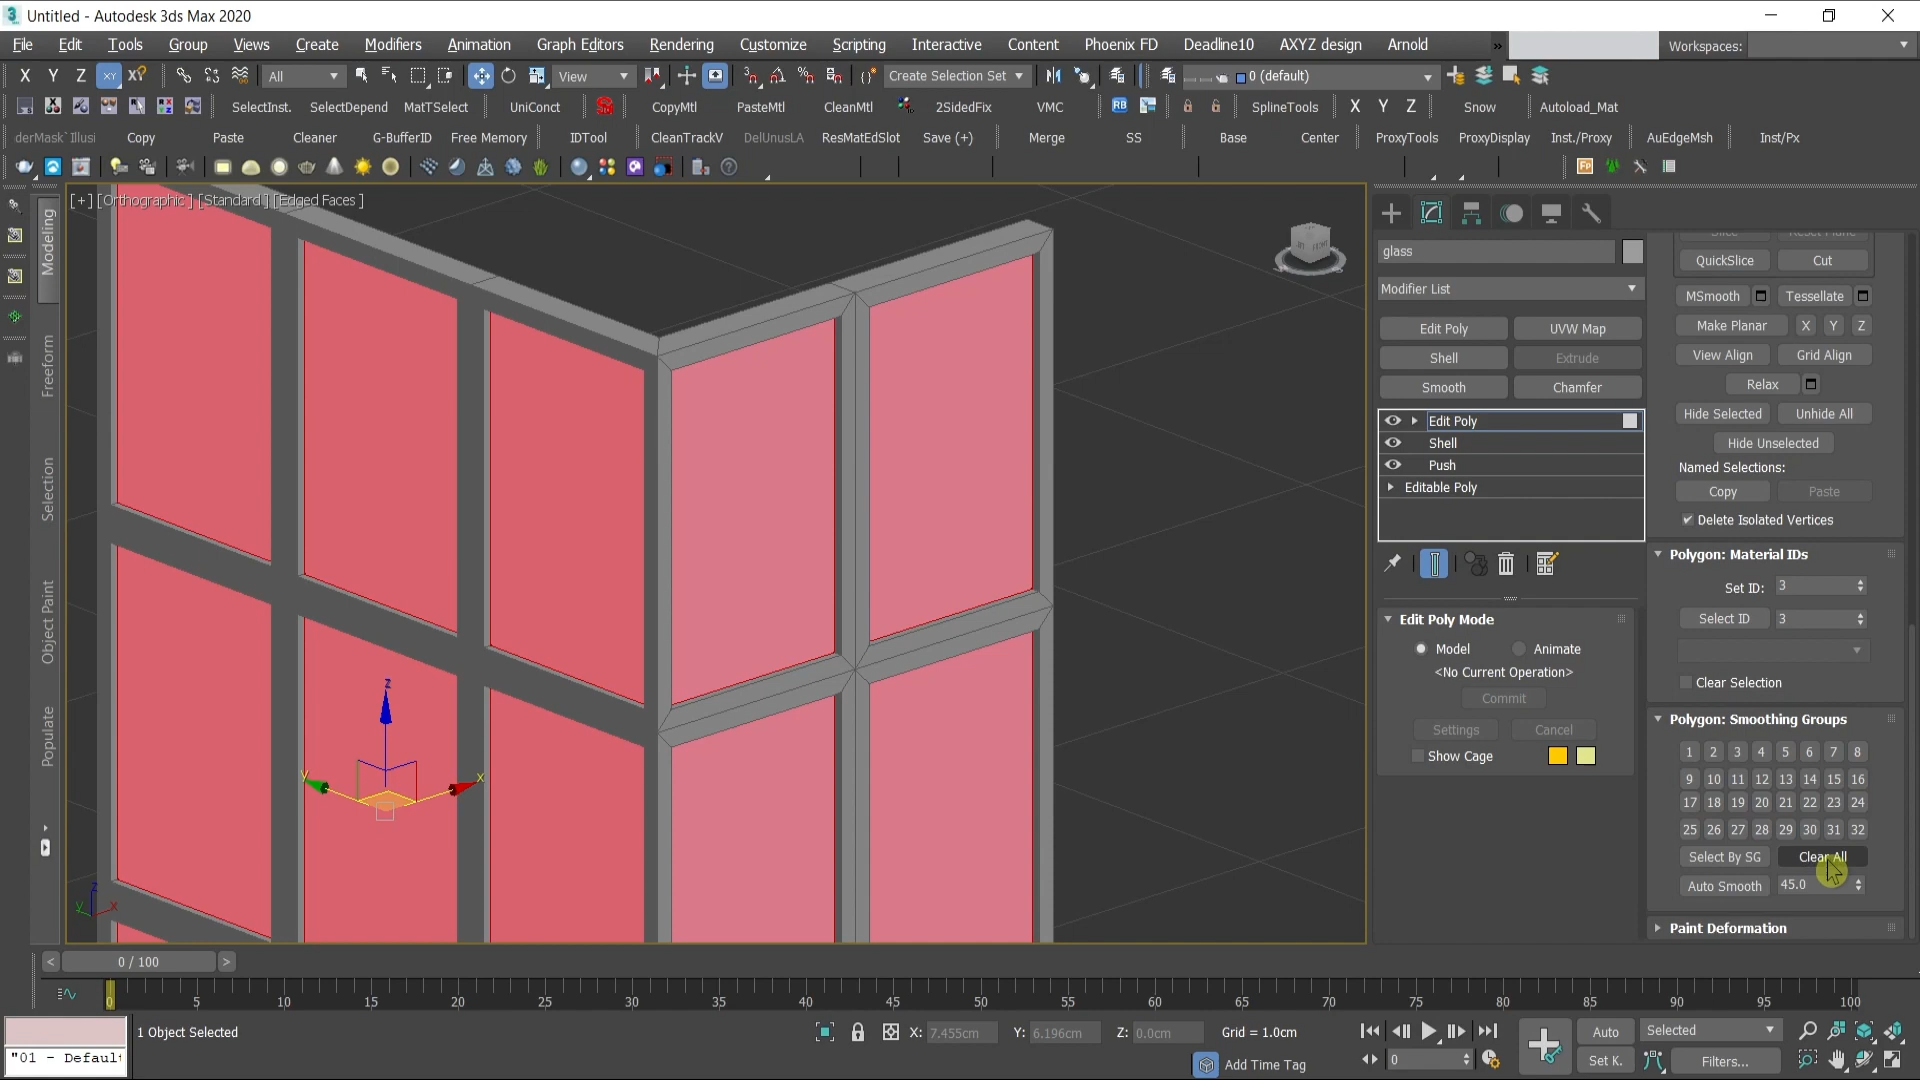 Untitled - Autodesk 3ds Max 2020
File Edit Tools Group Views Create Modifiers Animation Graph Editors Rendering Customize Scripting Interactive Content Phoenix FD Deadline10 AXYZ design Arnold » Workspaces:
X Y Z XY All View Create Selection Set 0 (default)
SelectInst. SelectDepend MatTSelect UniConct CopyMtl PasteMtl CleanMtl 2SidedFix VMC RB SplineTools X Y Z Snow Autoload_Mat
derMask`Illusi Copy Paste Cleaner G-BufferID Free Memory IDTool CleanTrackV DelUnusLA ResMatEdSlot Save (+) Merge SS Base Center ProxyTools ProxyDisplay Inst./Proxy AuEdgeMsh Inst/Px
[+] [Orthographic ] [Standard ] [Edged Faces ]
Modeling
Freeform
Selection
Object Paint
Populate
z
y
x
z
y
x
FRONT
glass
Modifier List
Edit Poly UVW Map
Shell Extrude
Smooth Chamfer
Edit Poly
Shell
Push
Editable Poly
Edit Poly Mode
Model Animate
<No Current Operation>
Commit
Settings Cancel
Show Cage
Slice Reset Plane
QuickSlice Cut
MSmooth Tessellate
Make Planar X Y Z
View Align Grid Align
Relax
Hide Selected Unhide All
Hide Unselected
Named Selections:
Copy Paste
Delete Isolated Vertices
Polygon: Material IDs
Set ID: 3
Select ID 3
Clear Selection
Polygon: Smoothing Groups
1 2 3 4 5 6 7 8
9 10 11 12 13 14 15 16
17 18 19 20 21 22 23 24
25 26 27 28 29 30 31 32
Select By SG Clear All
Auto Smooth 45.0
Paint Deformation
< 0 / 100 >
0 5 10 15 20 25 30 35 40 45 50 55 60 65 70 75 80 85 90 95 100
1 Object Selected X: 7.455cm Y: 6.196cm Z: 0.0cm Grid = 1.0cm Auto Selected
"01 - Default Add Time Tag 0 Set K. Filters...